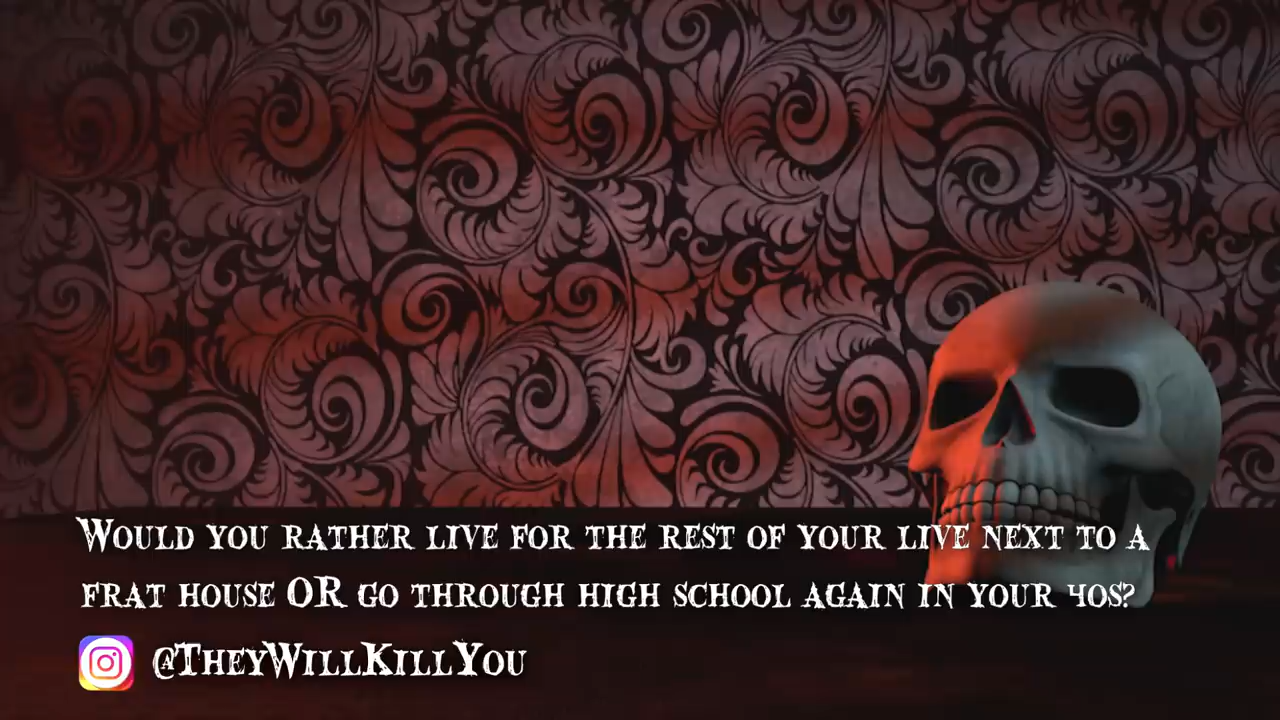 Would you rather live for the rest of your live next to a
frat house OR go through high school again in your 40s?
@TheyWillKillYou